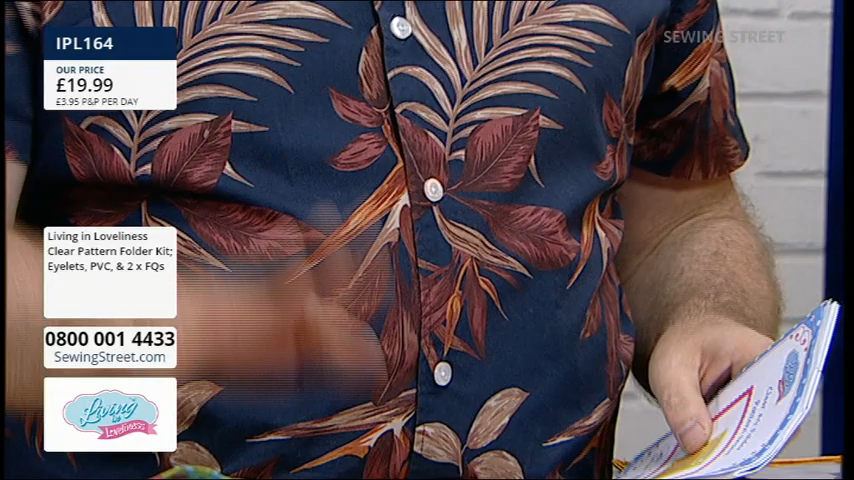 IPL164
SEWING STREET
OUR PRICE
£19.99
£3.95 P&P PER DAY
Living in Loveliness
Clear Pattern Folder Kit;
Eyelets, PVC, & 2 x FQs
0800 001 4433
SewingStreet.com
Living
in
Loveliness